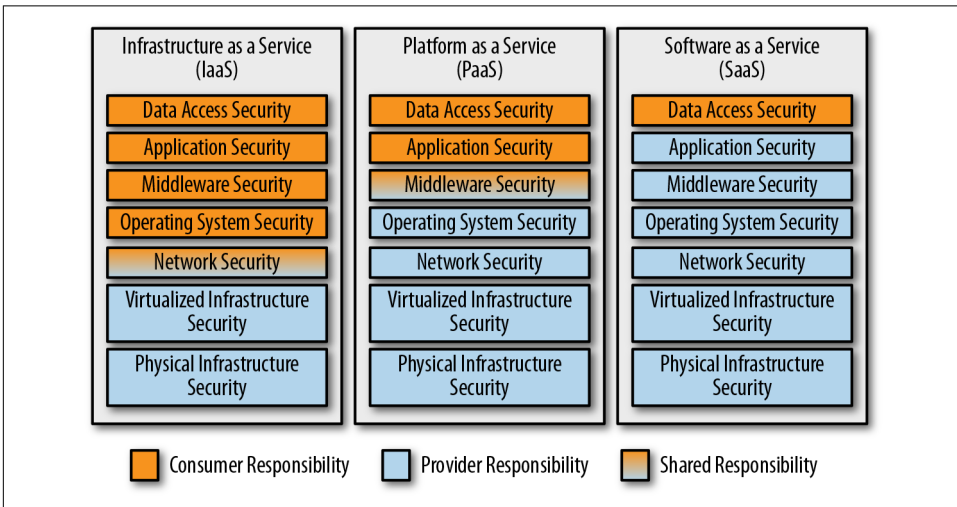 Infrastructure as a Service
(IaaS)
Data Access Security
Application Security
Middleware Security
Operating System Security
Network Security
Virtualized Infrastructure
Security
Physical Infrastructure
Security
Platform as a Service
(PaaS)
Data Access Security
Application Security
Middleware Security
Operating System Security
Network Security
Virtualized Infrastructure
Security
Physical Infrastructure
Security
Software as a Service
(SaaS)
Data Access Security
Application Security
Middleware Security
Operating System Security
Network Security
Virtualized Infrastructure
Security
Physical Infrastructure
Security
Consumer Responsibility
Provider Responsibility
Shared Responsibility